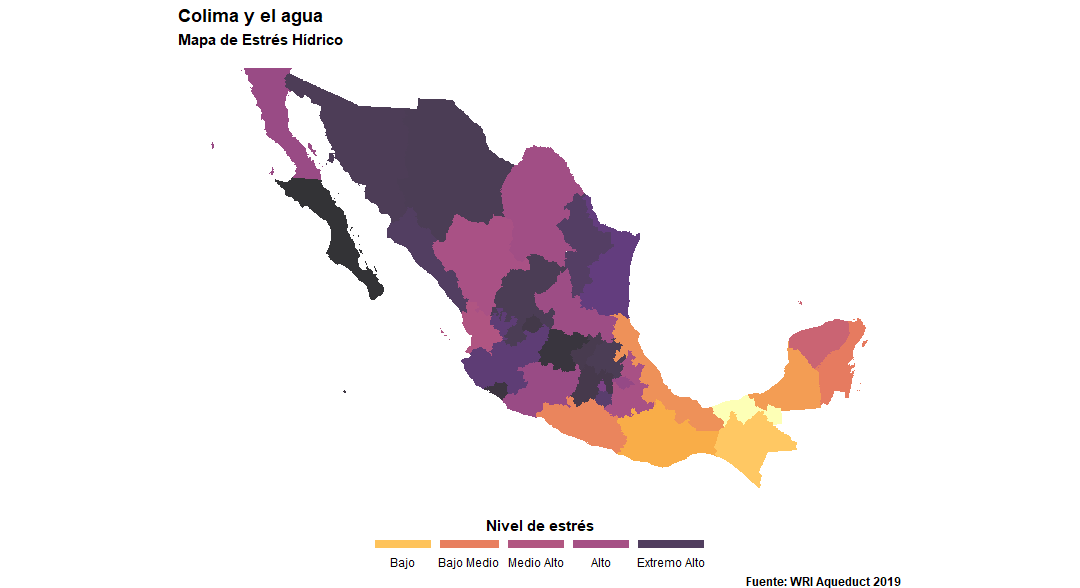 Colima y el agua
Mapa de Estrés Hídrico
Nivel de estrés
Bajo
Bajo Medio
Medio Alto
Alto
Extremo Alto
Fuente: WRI Aqueduct 2019